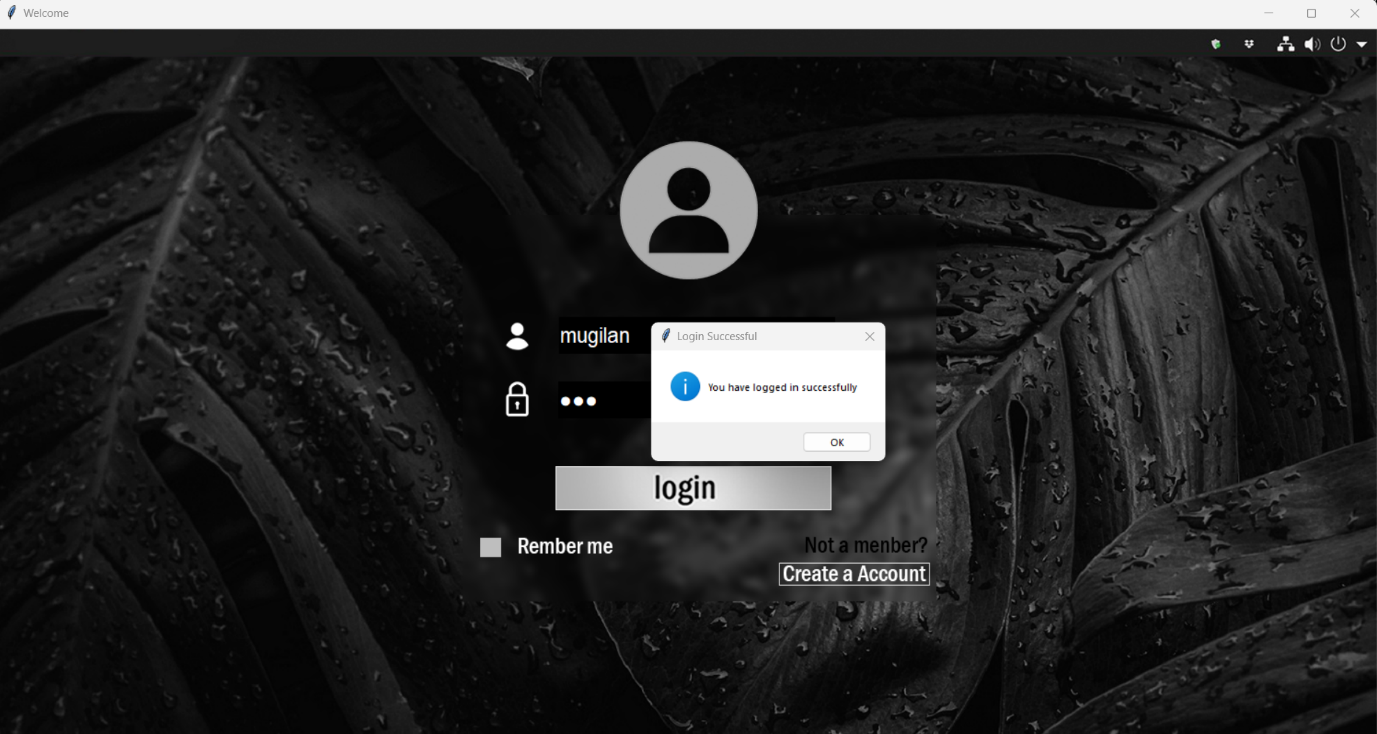 Welcome
mugilan
Login Successful
You have logged in successfully
●●●
OK
login
Rember me
Not a menber?
Create a Account